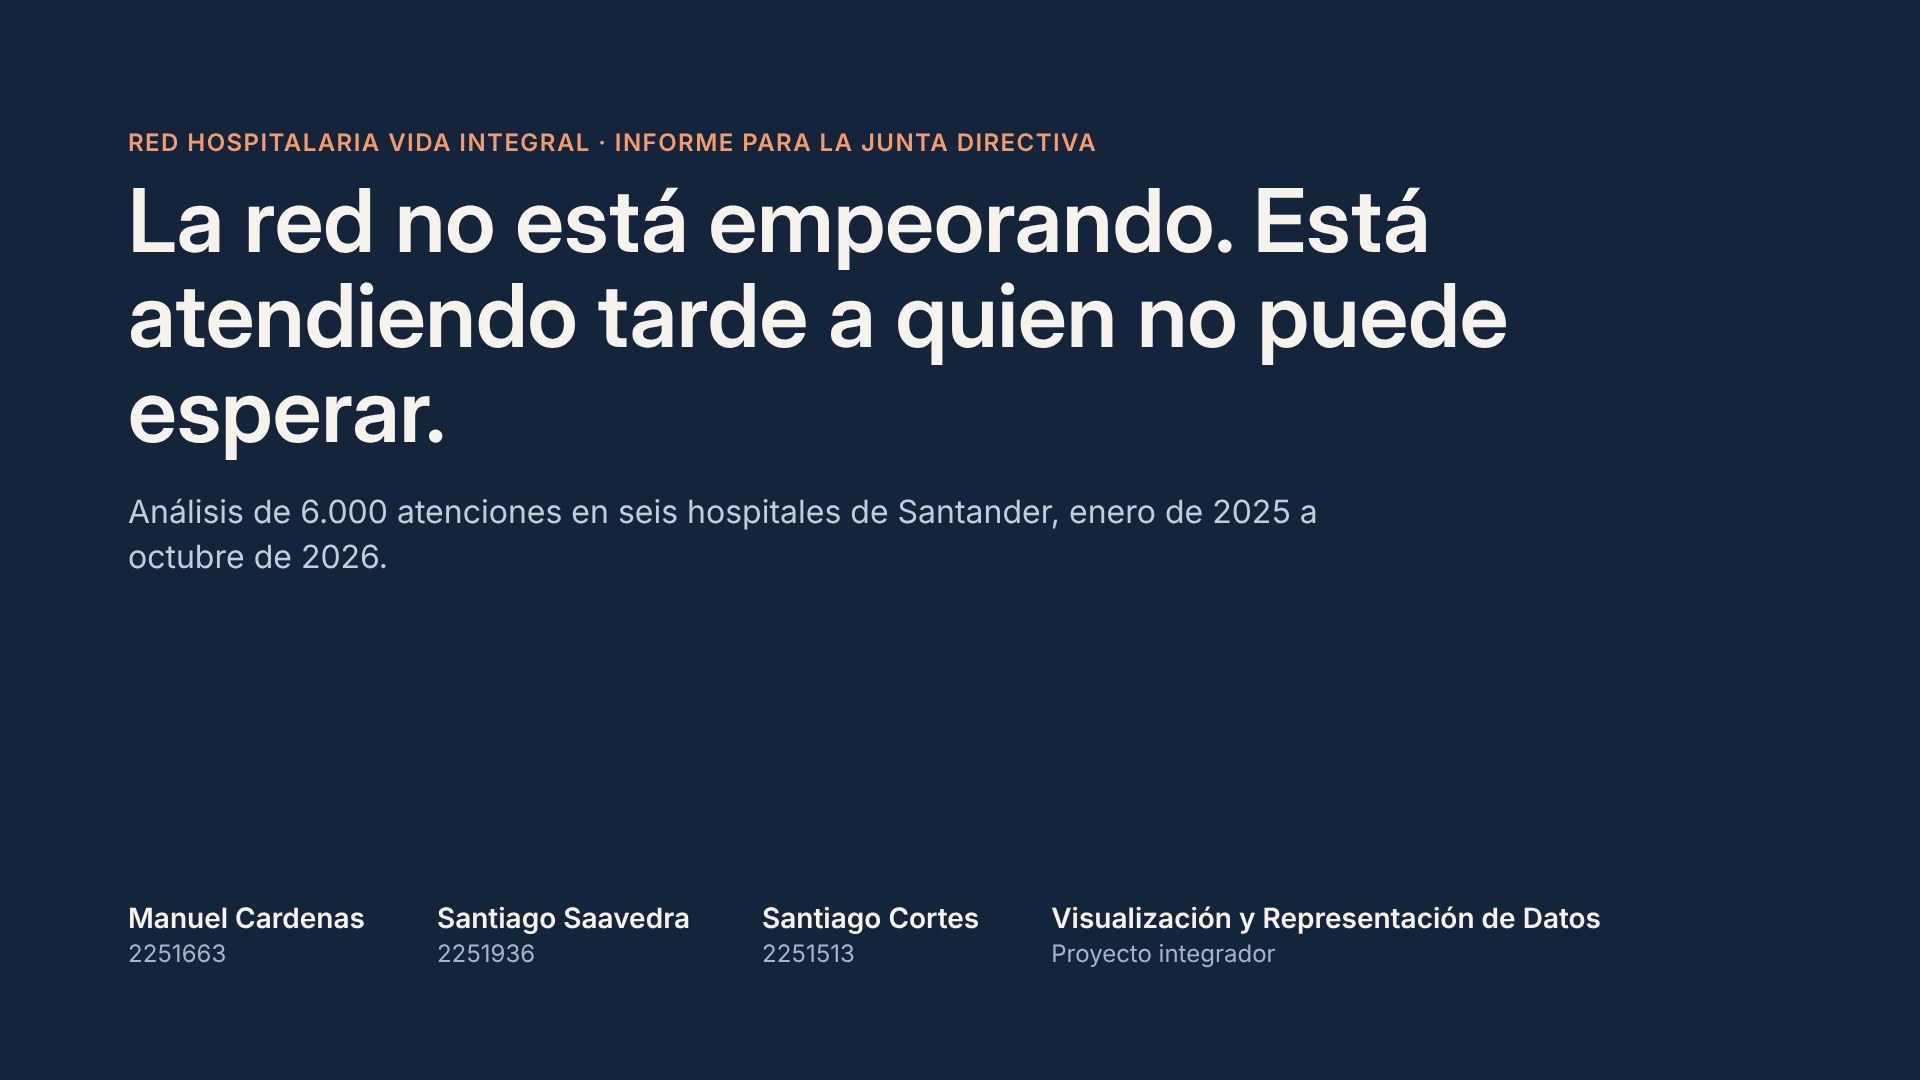 RED HOSPITALARIA VIDA INTEGRAL · INFORME PARA LA JUNTA DIRECTIVA
La red no está empeorando. Está
atendiendo tarde a quien no puede
esperar.
Análisis de 6.000 atenciones en seis hospitales de Santander, enero de 2025 a
octubre de 2026.
Manuel Cardenas
2251663
Santiago Saavedra
2251936
Santiago Cortes
2251513
Visualización y Representación de Datos
Proyecto integrador